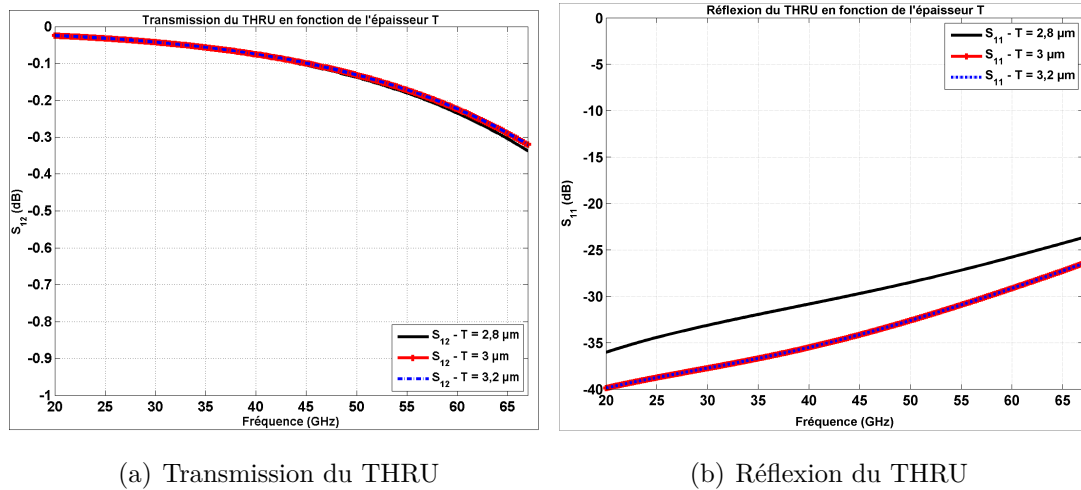 Transmission du THRU en fonction de l'épaisseur T
0
-0.1
-0.2
-0.3
-0.4
-0.5
-0.6
-0.7
-0.8
-0.9
-1
S12 (dB)
S12 - T = 2,8 µm
S12 - T = 3 µm
S12 - T = 3,2 µm
20 25 30 35 40 45 50 55 60 65
Fréquence (GHz)
(a) Transmission du THRU
Réflexion du THRU en fonction de l'épaisseur T
0
-5
-10
-15
-20
-25
-30
-35
-40
S11 (dB)
S11 - T = 2,8 µm
S11 - T = 3 µm
S11 - T = 3,2 µm
20 25 30 35 40 45 50 55 60 65
Fréquence (GHz)
(b) Réflexion du THRU